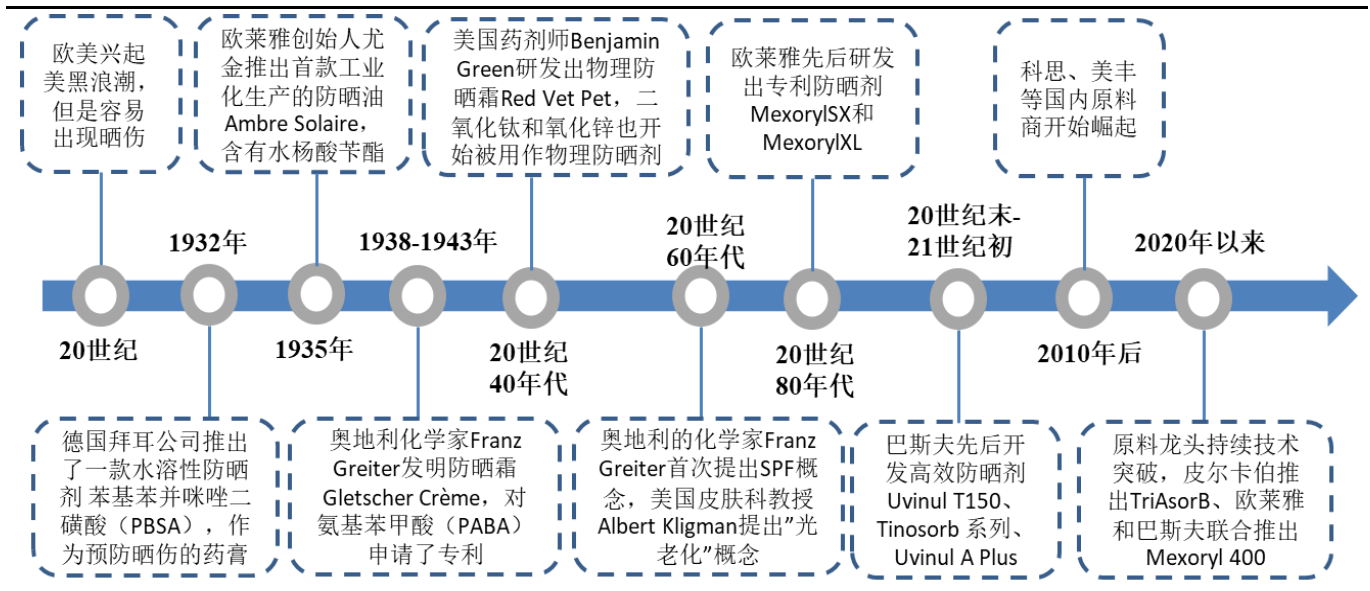 欧美兴起
美黑浪潮，
但是容易
出现晒伤
欧莱雅创始人尤
金推出首款工业
化生产的防晒油
Ambre Solaire，
含有水杨酸苄酯
美国药剂师Benjamin
Green研发出物理防
晒霜Red Vet Pet，二
氧化钛和氧化锌也开
始被用作物理防晒剂
欧莱雅先后研发
出专利防晒剂
MexorylSX和
MexorylXL
科思、美丰
等国内原料
商开始崛起
1932年
1938-1943年
20世纪
60年代
20世纪末-
21世纪初
2020年以来
20世纪
1935年
20世纪
40年代
20世纪
80年代
2010年后
德国拜耳公司推出
了一款水溶性防晒
剂 苯基苯并咪唑二
磺酸（PBSA），作
为预防晒伤的药膏
奥地利化学家Franz
Greiter发明防晒霜
Gletscher Crème，对
氨基苯甲酸（PABA）
申请了专利
奥地利的化学家Franz
Greiter首次提出SPF概
念，美国皮肤科教授
Albert Kligman提出”光
老化”概念
巴斯夫先后开
发高效防晒剂
Uvinul T150、
Tinosorb 系列、
Uvinul A Plus
原料龙头持续技术
突破，皮尔卡伯推
出TriAsorB、欧莱雅
和巴斯夫联合推出
Mexoryl 400